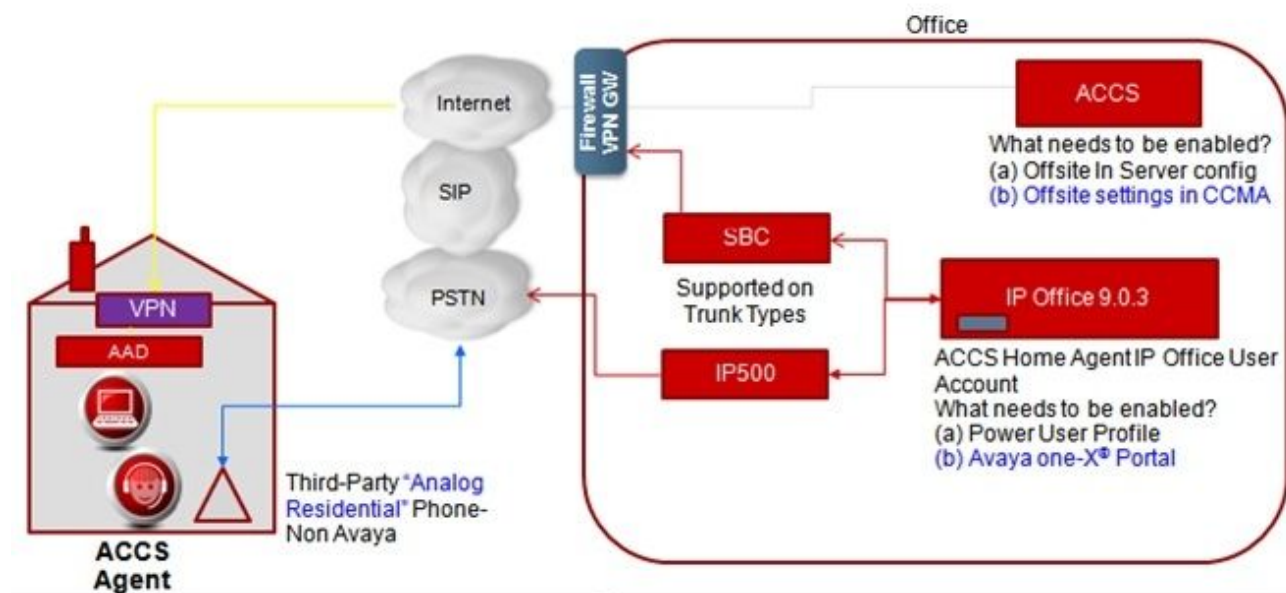 Office
Internet
SIP
PSTN
Firewall
VPN GW
ACCS
What needs to be enabled?
(a) Offsite In Server config
(b) Offsite settings in CCMA
SBC
Supported on
Trunk Types
IP500
IP Office 9.0.3
ACCS Home Agent IP Office User
Account
What needs to be enabled?
(a) Power User Profile
(b) Avaya one-X® Portal
VPN
AAD
Third-Party "Analog
Residential" Phone-
Non Avaya
ACCS
Agent